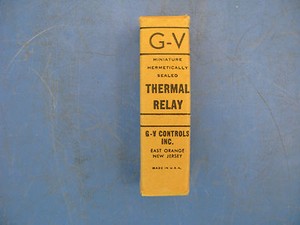 G-V
MINIATURE
HERMETICALLY
SEALED
THERMAL
RELAY
G-V CONTROLS
INC.
EAST ORANGE
NEW JERSEY
MADE IN U.S.A.